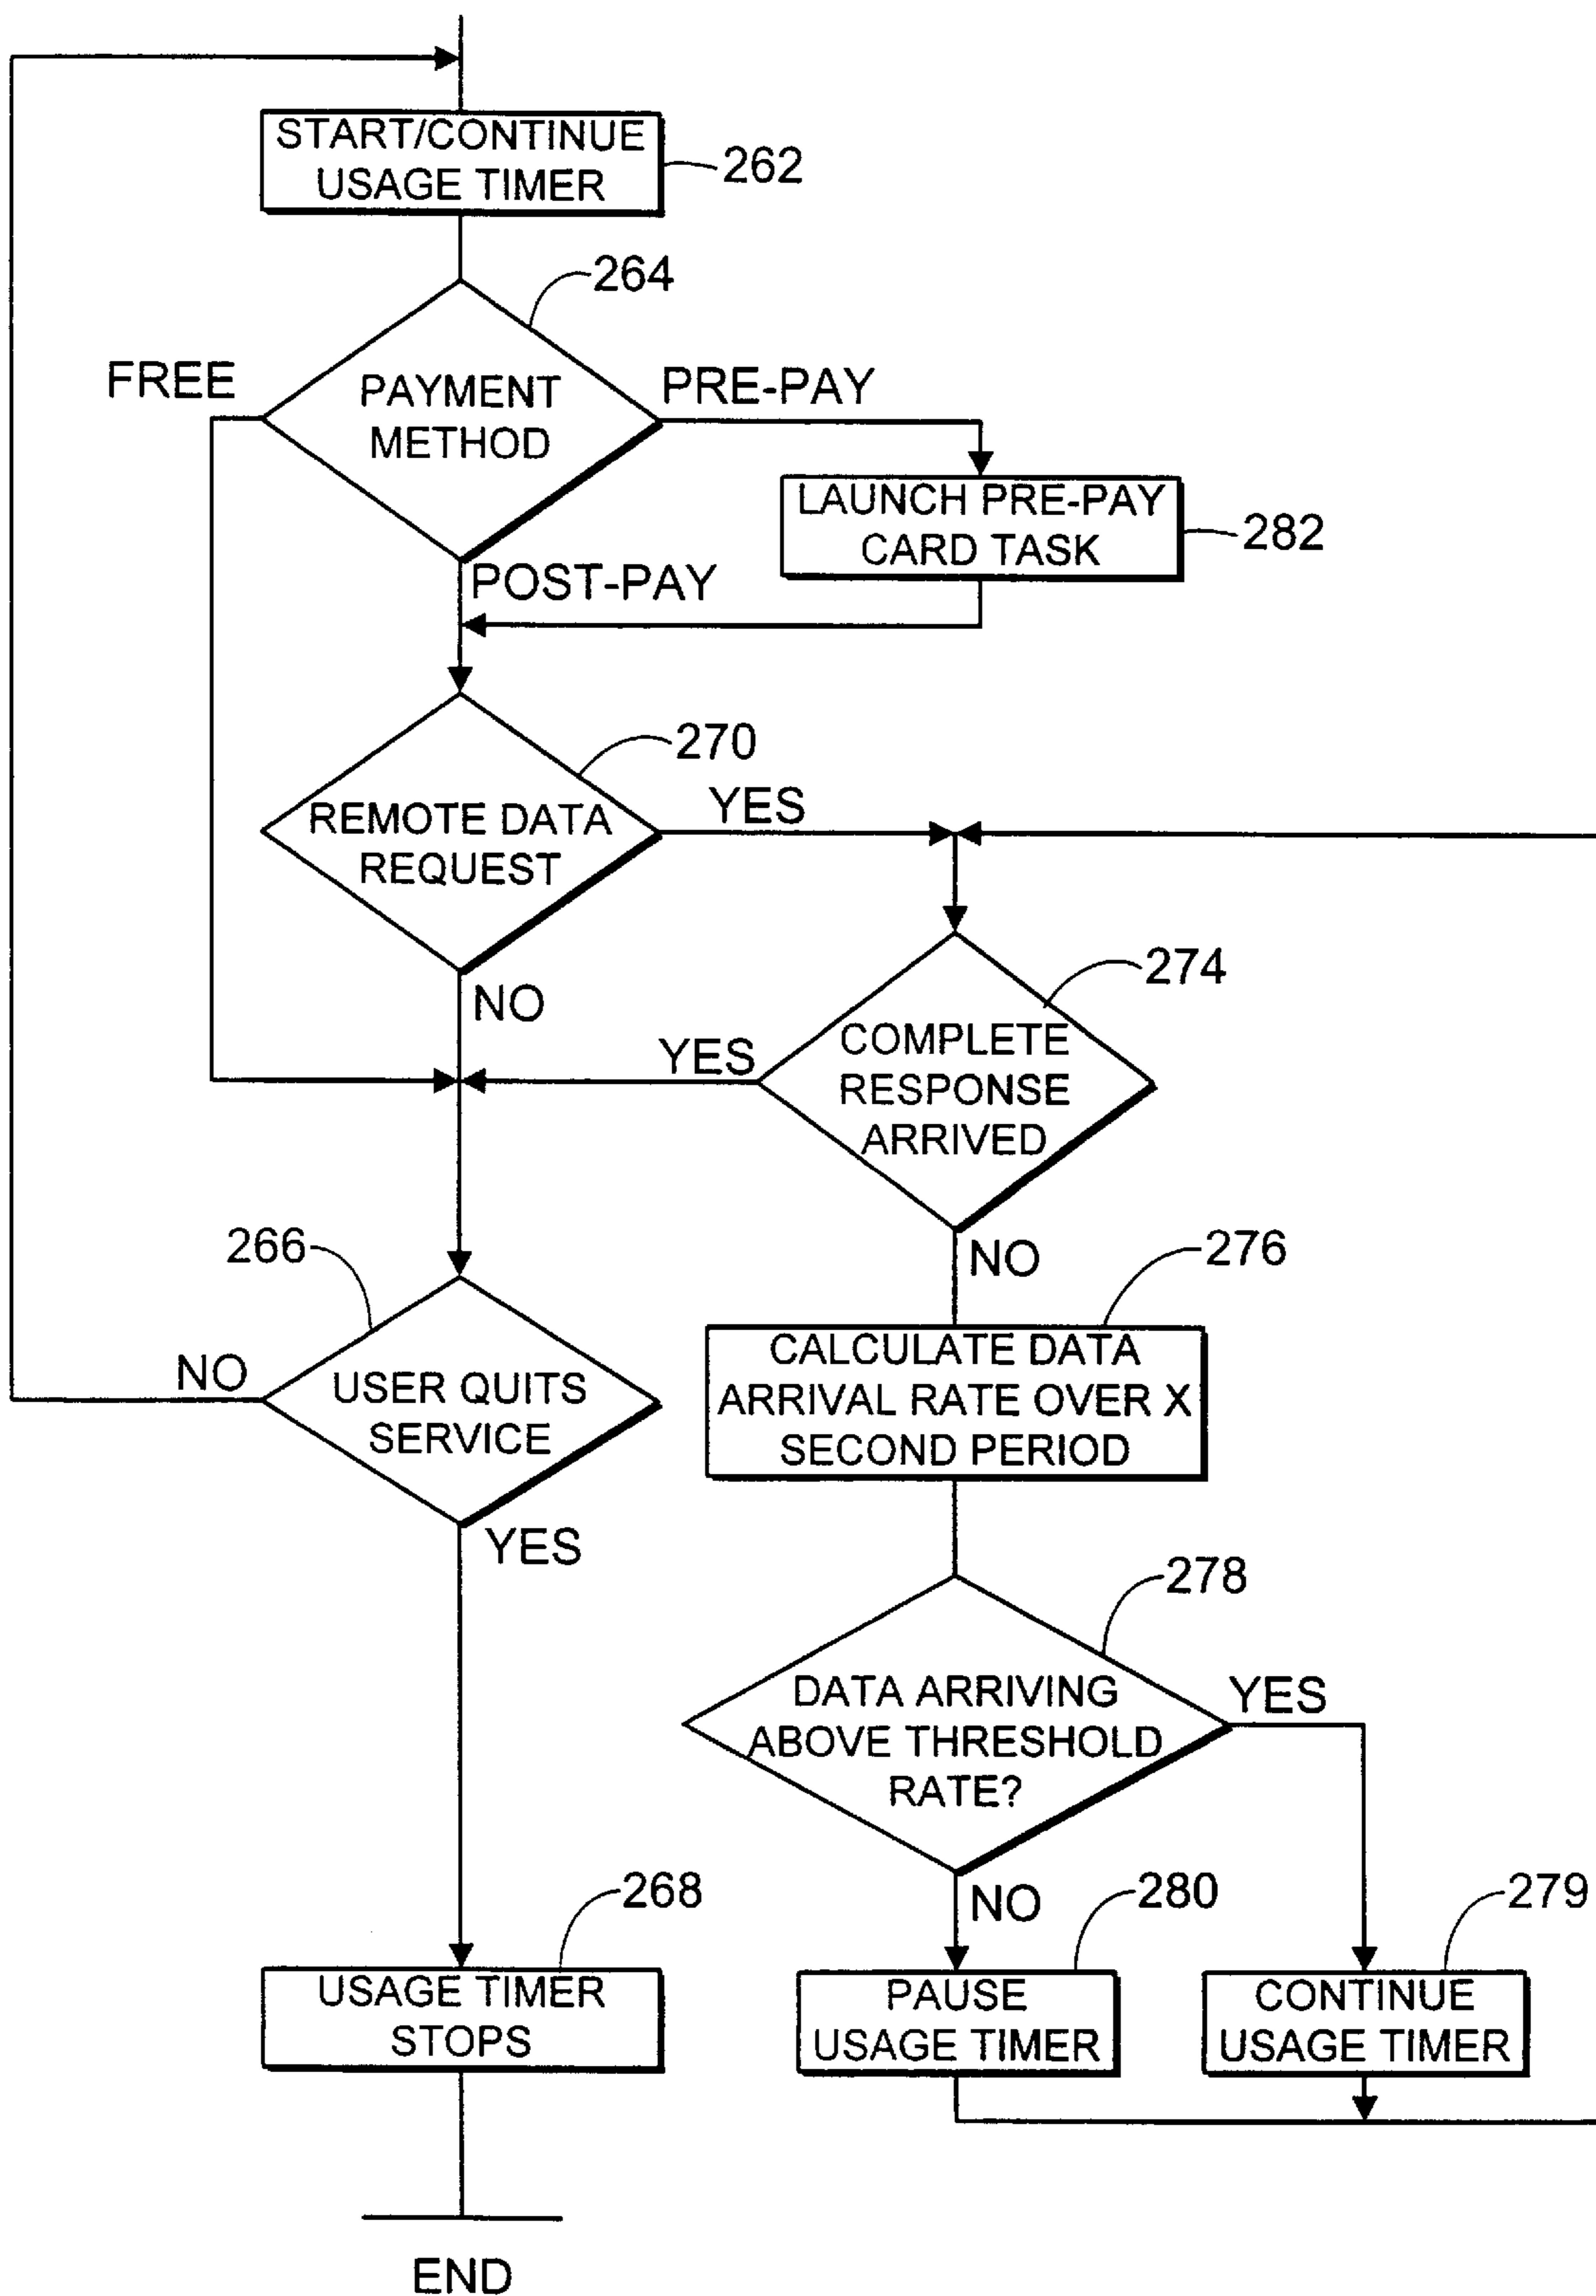 START/CONTINUE
USAGE TIMER
262
264
FREE
PAYMENT
METHOD
PRE-PAY
LAUNCH PRE-PAY
CARD TASK
282
POST-PAY
270
REMOTE DATA
REQUEST
YES
NO
274
COMPLETE
RESPONSE
ARRIVED
YES
NO
266
USER QUITS
SERVICE
NO
YES
276
CALCULATE DATA
ARRIVAL RATE OVER X
SECOND PERIOD
278
DATA ARRIVING
ABOVE THRESHOLD
RATE?
YES
NO
268
USAGE TIMER
STOPS
280
PAUSE
USAGE TIMER
279
CONTINUE
USAGE TIMER
END